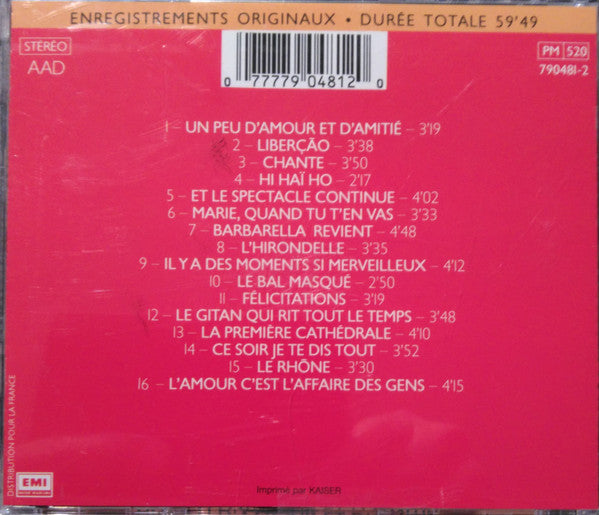 ENREGISTREMENTS ORIGINAUX • DURÉE TOTALE 59'49
STÉRÉO
AAD
0 77779 04812 0
PM 520
790481-2
1 – UN PEU D'AMOUR ET D'AMITIÉ – 3'19
2 – LIBERÇÃO – 3'38
3 – CHANTE – 3'50
4 – HI HAÏ HO – 2'17
5 – ET LE SPECTACLE CONTINUE – 4'02
6 – MARIE, QUAND TU T'EN VAS – 3'33
7 – BARBARELLA REVIENT – 4'48
8 – L'HIRONDELLE – 3'35
9 – IL Y A DES MOMENTS SI MERVEILLEUX – 4'12
10 – LE BAL MASQUÉ – 2'50
11 – FÉLICITATIONS – 3'19
12 – LE GITAN QUI RIT TOUT LE TEMPS – 3'48
13 – LA PREMIÈRE CATHÉDRALE – 4'10
14 – CE SOIR JE TE DIS TOUT – 3'52
15 – LE RHÔNE – 3'30
16 – L'AMOUR C'EST L'AFFAIRE DES GENS – 4'15
DISTRIBUTION POUR LA FRANCE
EMI
Imprimé par KAISER